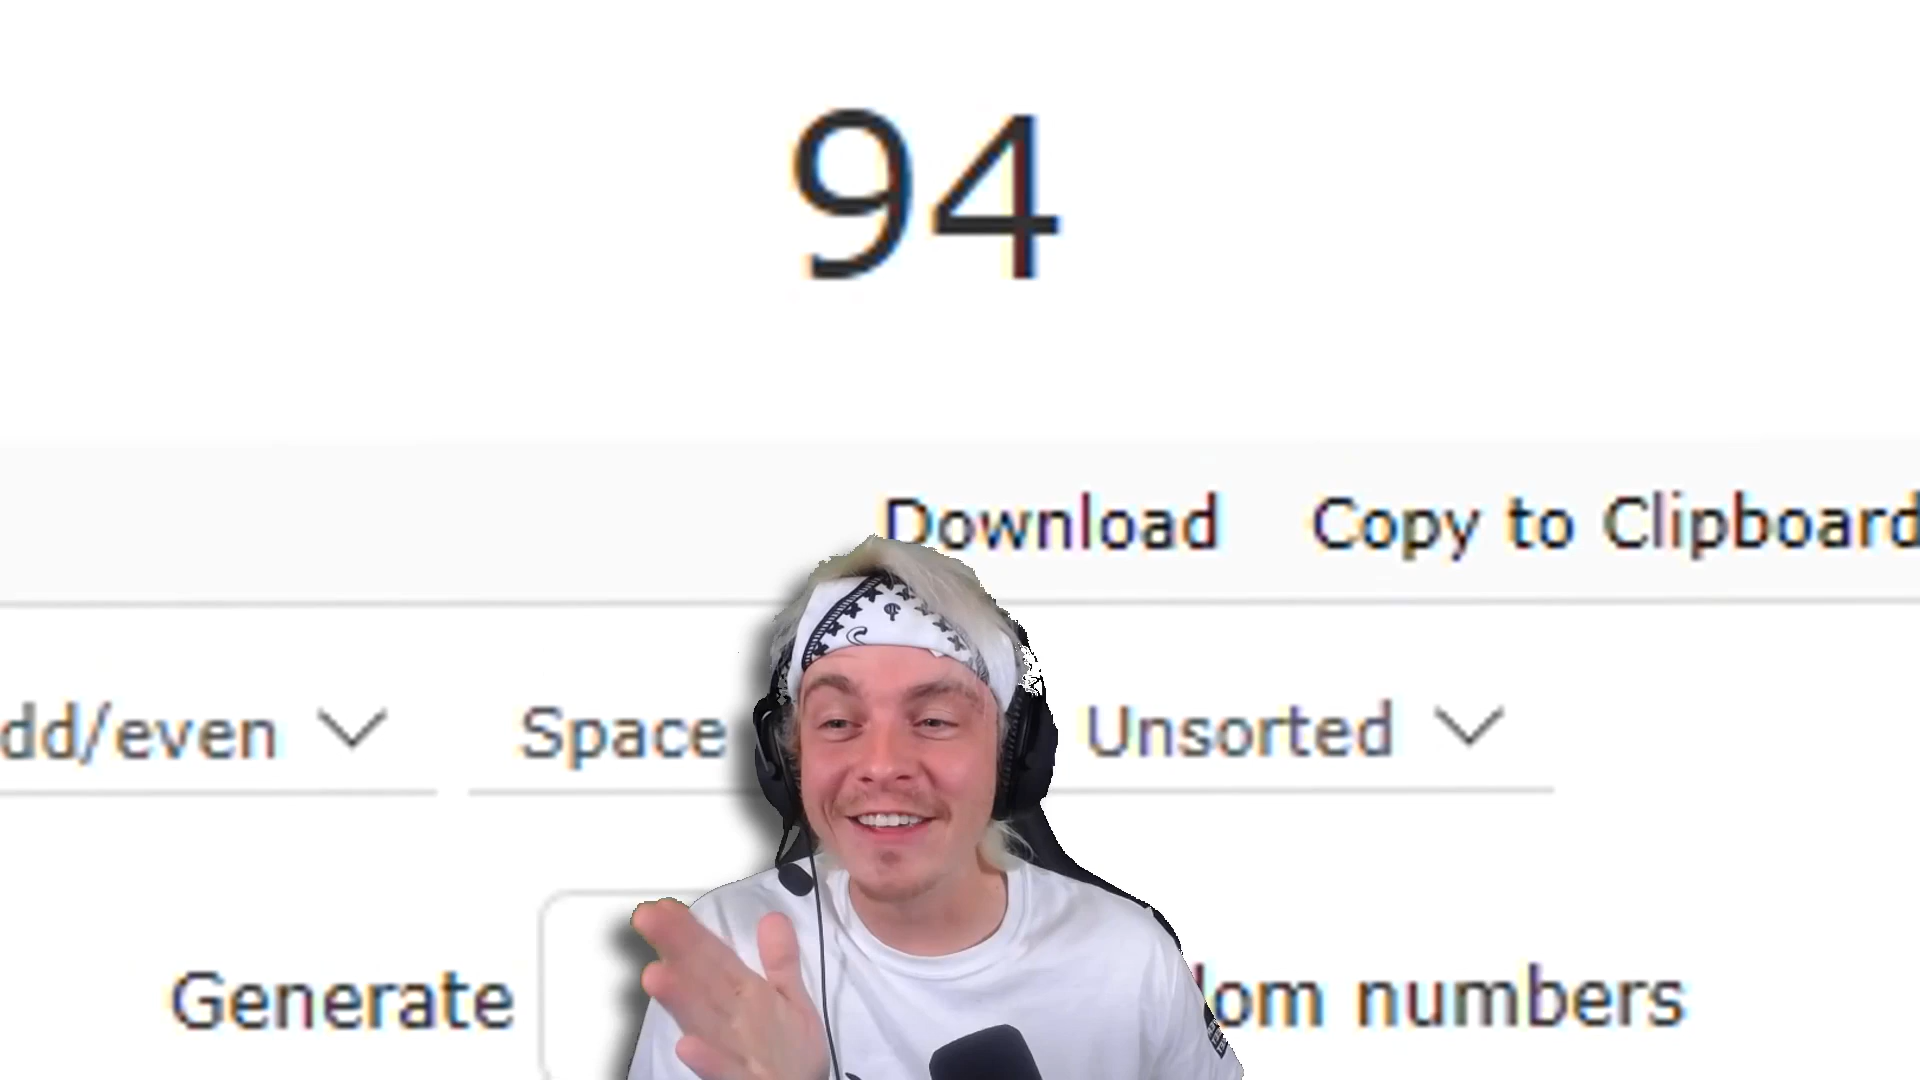 94
Download Copy to Clipboard
dd/even Space Unsorted
Generate dom numbers